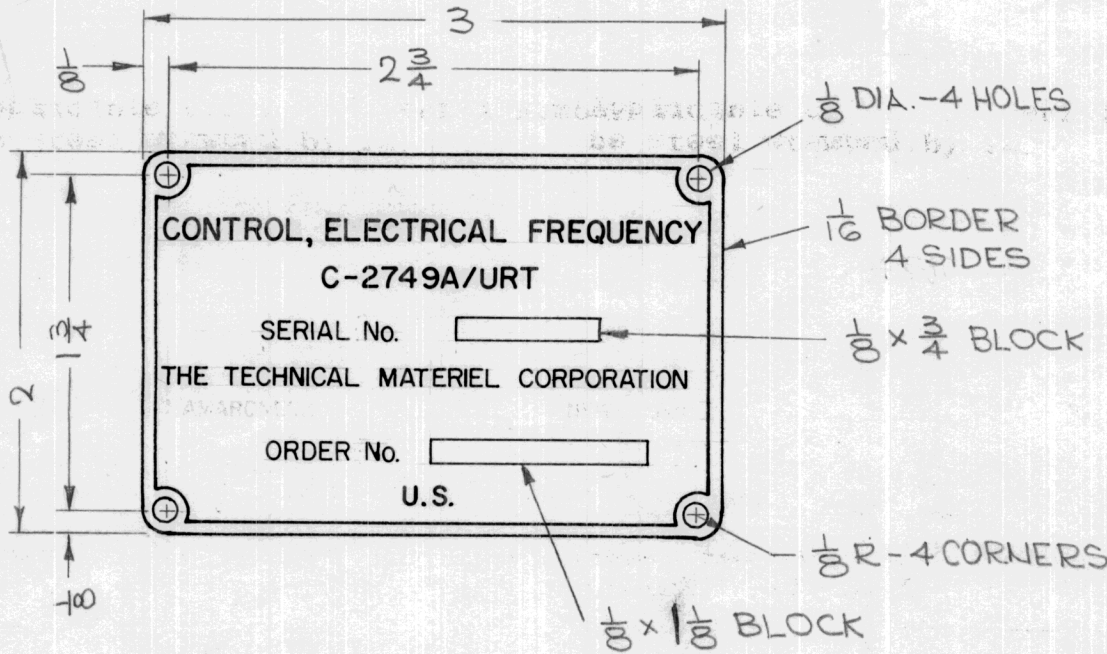 3
1/8
2 3/4
1/8 DIA.-4 HOLES
CONTROL, ELECTRICAL FREQUENCY
1/16 BORDER
4 SIDES
C-2749A/URT
SERIAL No.
1/8 x 3/4 BLOCK
1 3/4
2
THE TECHNICAL MATERIEL CORPORATION
ORDER No.
U.S.
1/8 R - 4 CORNERS
1/8
1/8 x 1 1/8 BLOCK